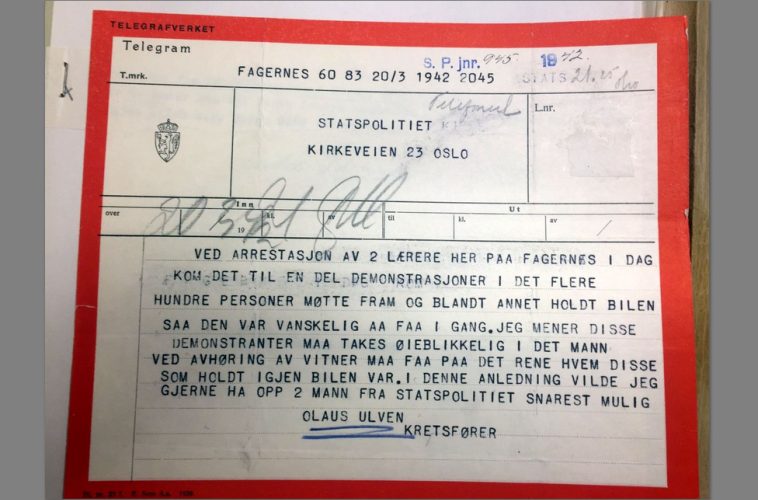 TELEGRAFVERKET
Telegram
S. P. jnr. 945 1942.
T.mrk.
FAGERNES 60 83 20/3 1942 2045
STATS
L.nr.
STATSPOLITIET
KIRKEVEIEN 23 OSLO
Inn
Ut
over
19
kl.
av
til
kl.
av
VED ARRESTASJON AV 2 LÆRERE HER PAA FAGERNES I DAG
KOM DET TIL EN DEL DEMONSTRASJONER I DET FLERE
HUNDRE PERSONER MØTTE FRAM OG BLANDT ANNET HOLDT BILEN
SAA DEN VAR VANSKELIG AA FAA I GANG.JEG MENER DISSE
DEMONSTRANTER MAA TAKES ØIEBLIKKELIG I DET MANN
VED AVHØRING AV VITNER MAA FAA PAA DET RENE HVEM DISSE
SOM HOLDT IGJEN BILEN VAR.I DENNE ANLEDNING VILDE JEG
GJERNE HA OPP 2 MANN FRA STATSPOLITIET SNAREST MULIG
OLAUS ULVEN
KRETSFØRER